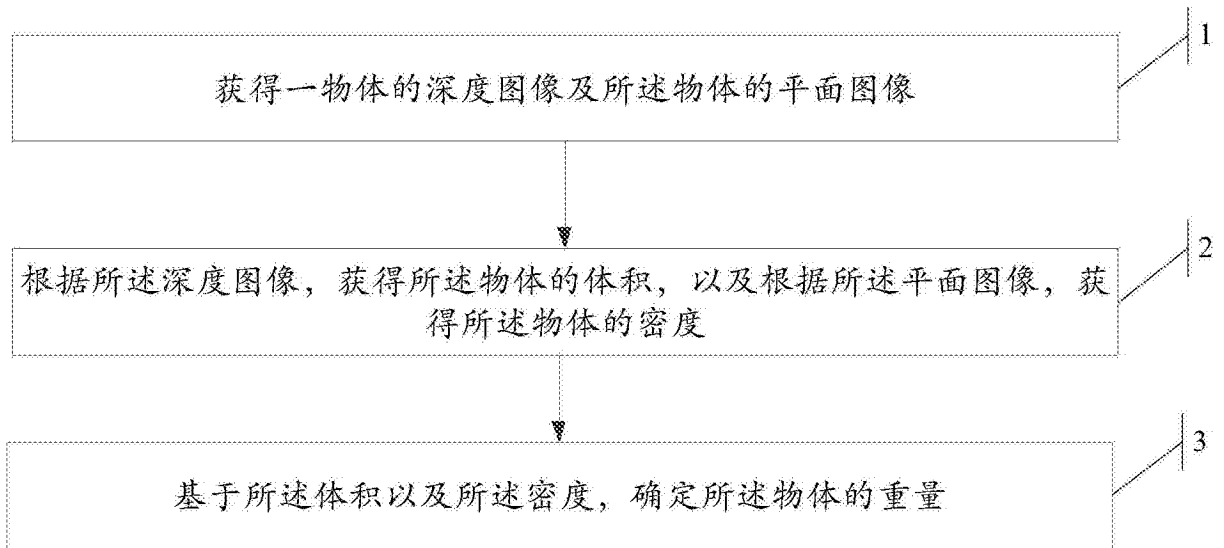 获得一物体的深度图像及所述物体的平面图像
1
根据所述深度图像，获得所述物体的体积，以及根据所述平面图像，获
得所述物体的密度
2
基于所述体积以及所述密度，确定所述物体的重量
3